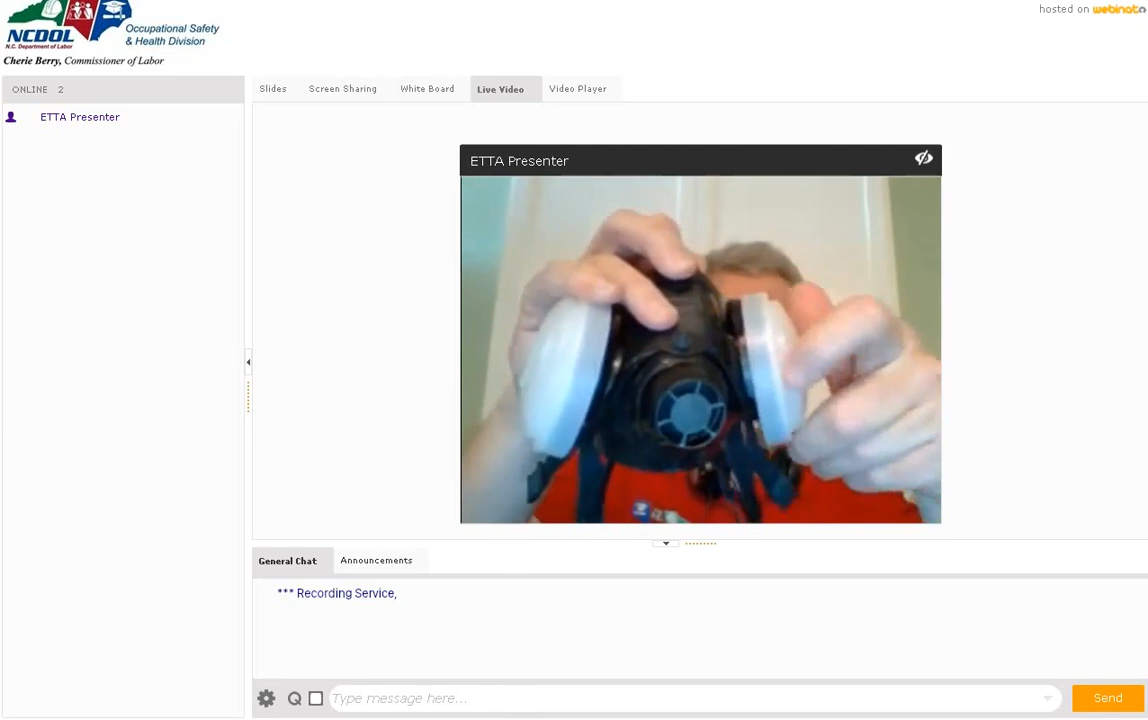 hosted on webinato
NCDOL
N.C. Department of Labor
Occupational Safety
& Health Division
Cherie Berry, Commissioner of Labor
ONLINE 2
ETTA Presenter
Slides Screen Sharing White Board Live Video Video Player
ETTA Presenter
General Chat Announcements
*** Recording Service,
Type message here...
Send